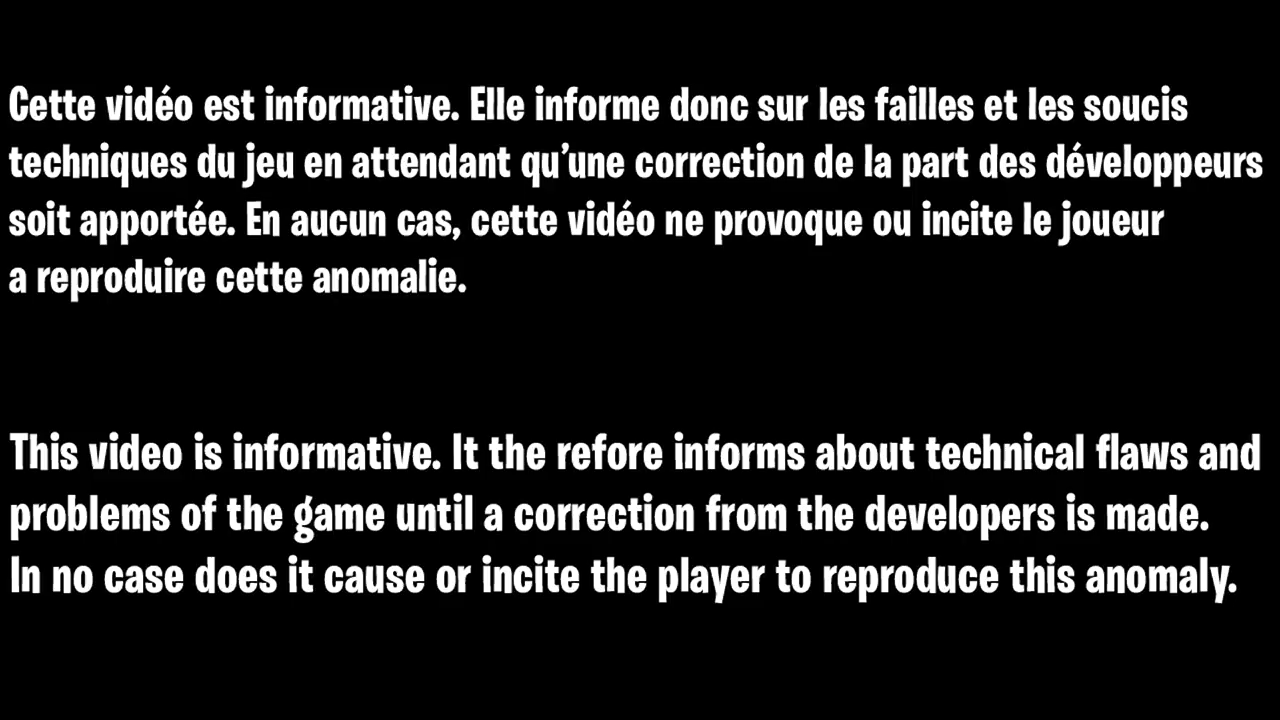 Cette vidéo est informative. Elle informe donc sur les failles et les soucis
techniques du jeu en attendant qu’une correction de la part des développeurs
soit apportée. En aucun cas, cette vidéo ne provoque ou incite le joueur
a reproduire cette anomalie.
This video is informative. It the refore informs about technical flaws and
problems of the game until a correction from the developers is made.
In no case does it cause or incite the player to reproduce this anomaly.